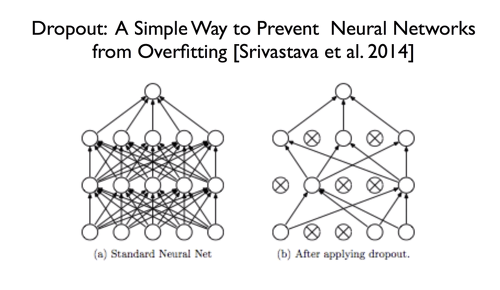 Dropout: A Simple Way to Prevent Neural Networks
from Overfitting [Srivastava et al. 2014]
(a) Standard Neural Net
(b) After applying dropout.